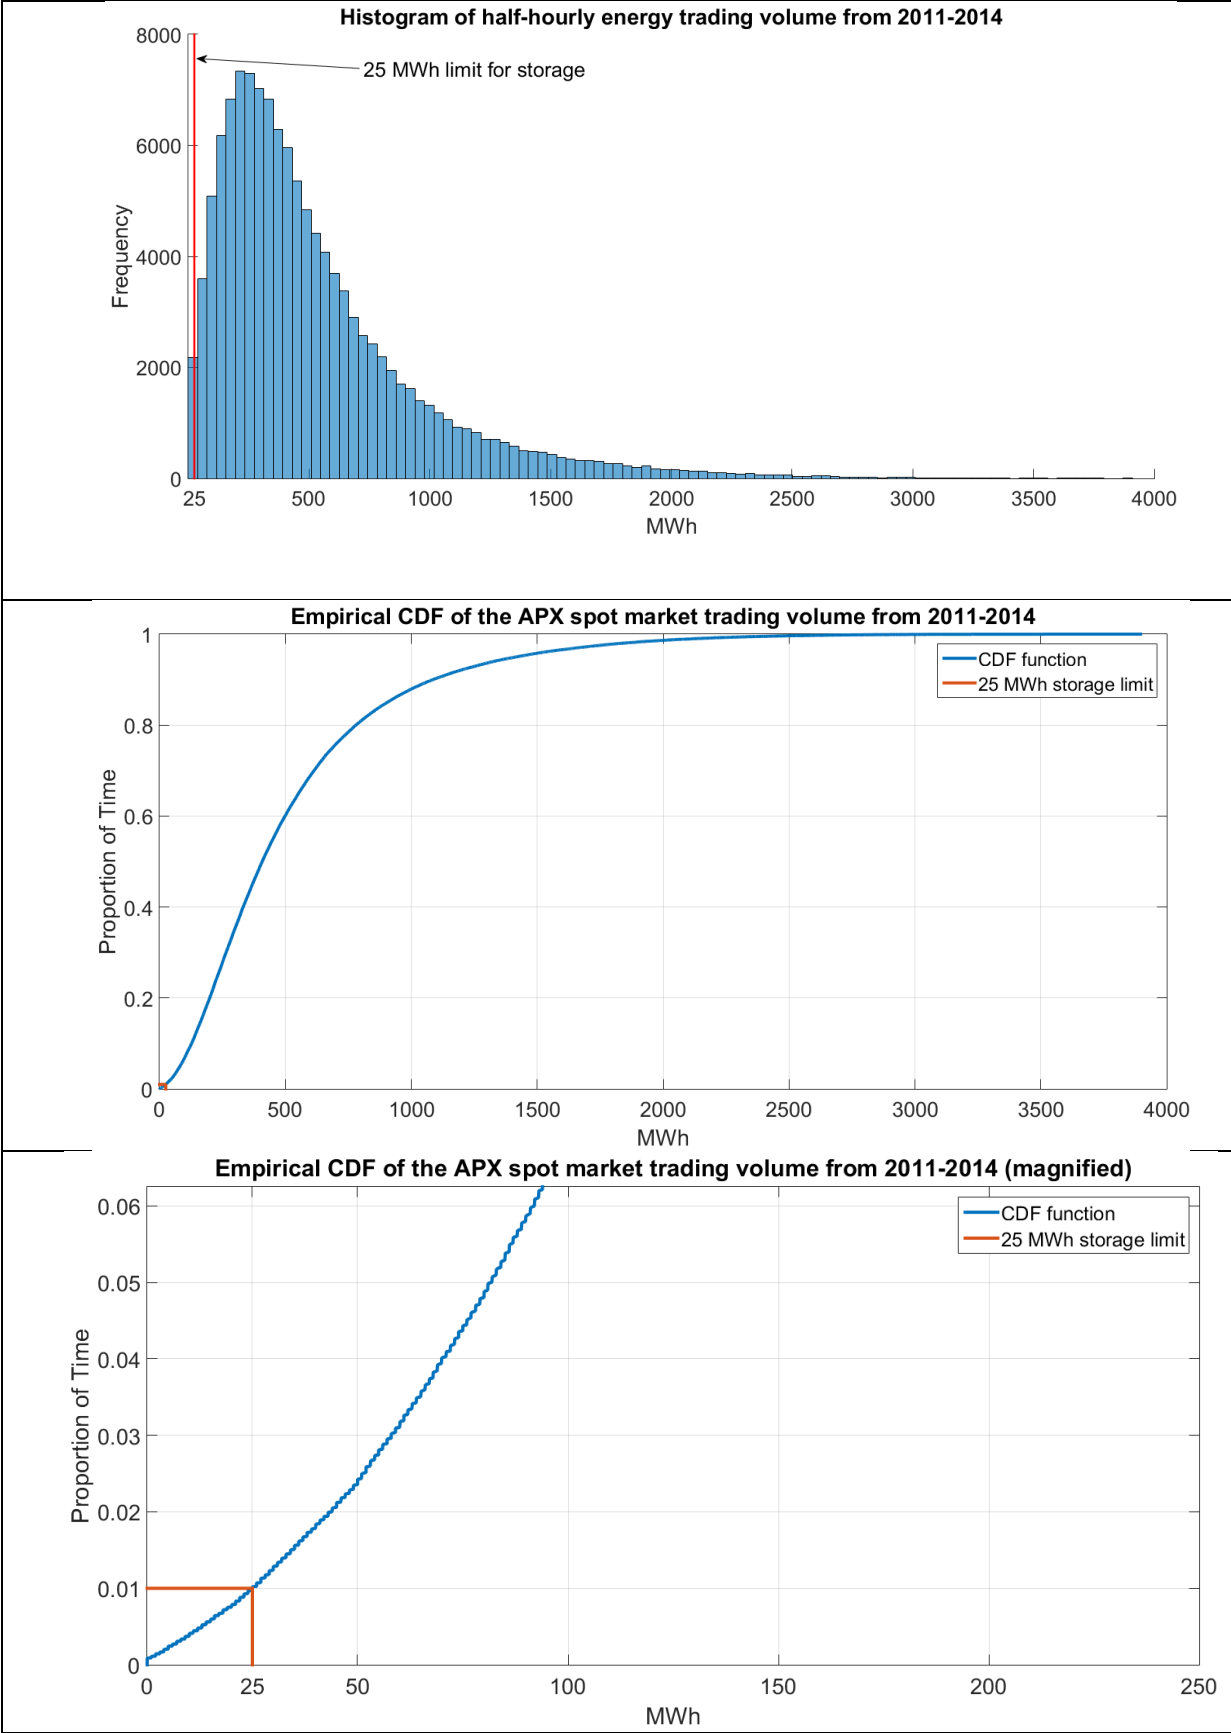 Histogram of half-hourly energy trading volume from 2011-2014
8000
25 MWh limit for storage
6000
4000
2000
0
Frequency
25 500 1000 1500 2000 2500 3000 3500 4000
MWh
Empirical CDF of the APX spot market trading volume from 2011-2014
1
CDF function
25 MWh storage limit
0.8
0.6
0.4
0.2
0
Proportion of Time
0 500 1000 1500 2000 2500 3000 3500 4000
MWh
Empirical CDF of the APX spot market trading volume from 2011-2014 (magnified)
0.06
CDF function
25 MWh storage limit
0.05
0.04
0.03
0.02
0.01
0
Proportion of Time
0 25 50 100 150 200 250
MWh